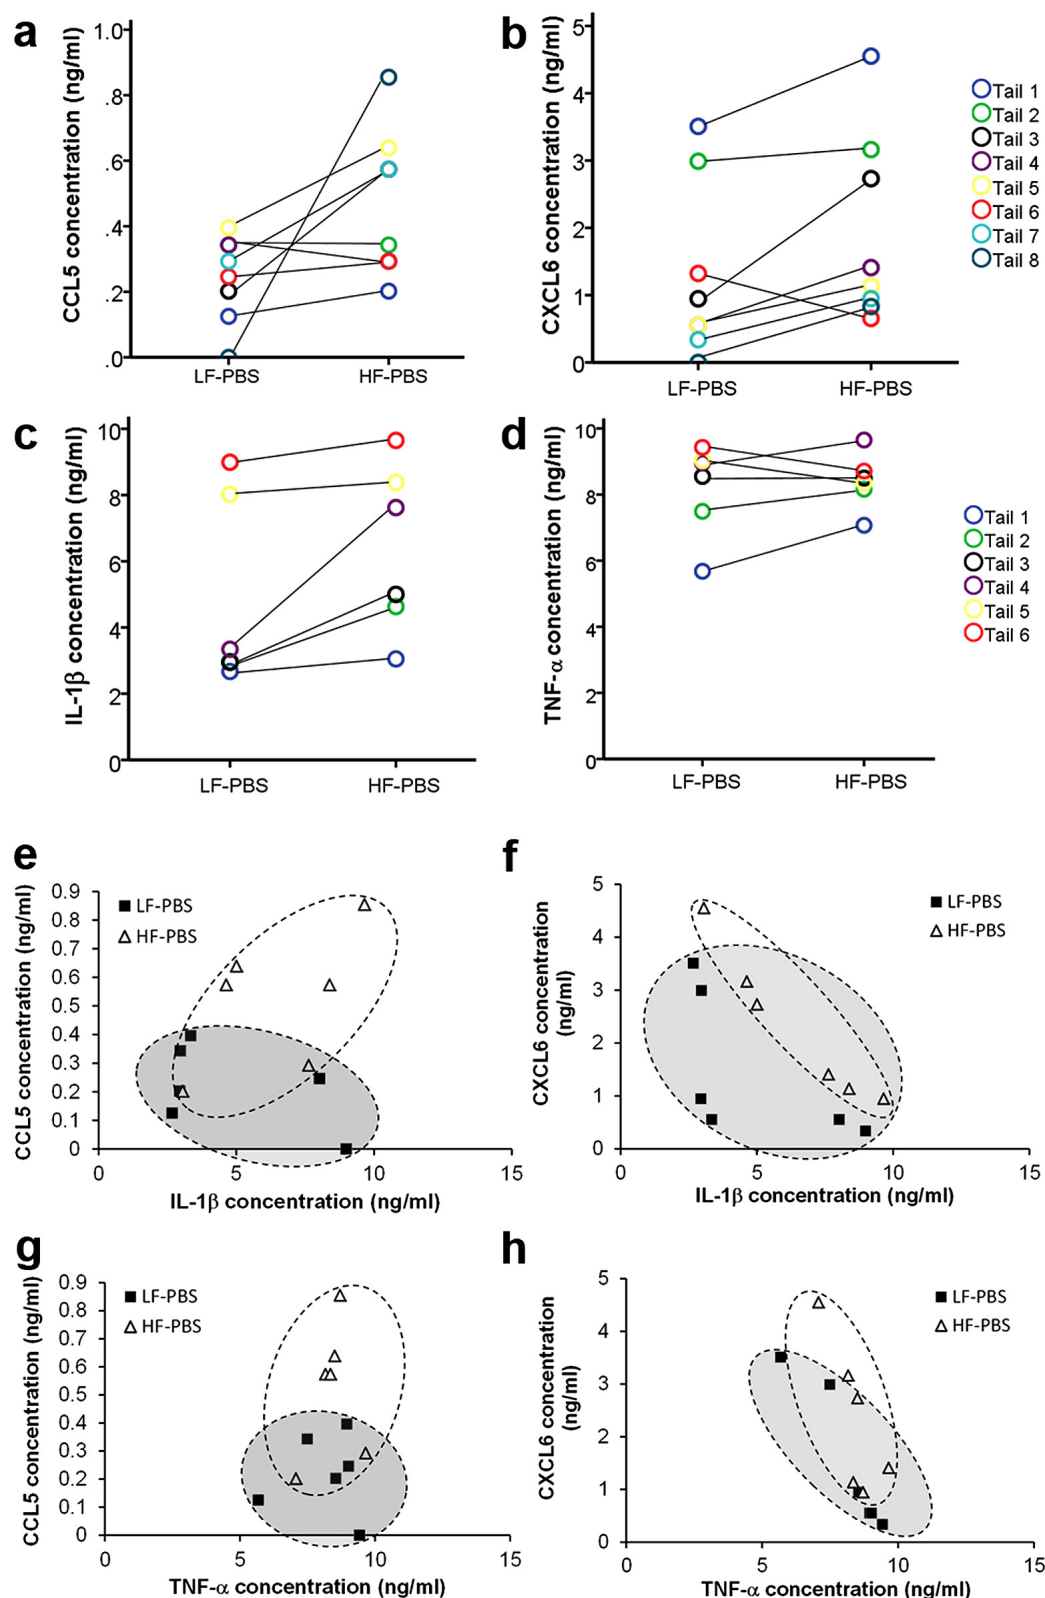 a
CCL5 concentration (ng/ml)
1.0
.8
.6
.4
.2
.0
LF-PBS
HF-PBS
b
CXCL6 concentration (ng/ml)
5
4
3
2
1
0
LF-PBS
HF-PBS
Tail 1
Tail 2
Tail 3
Tail 4
Tail 5
Tail 6
Tail 7
Tail 8
c
IL-1β concentration (ng/ml)
10
8
6
4
2
0
LF-PBS
HF-PBS
d
TNF-α concentration (ng/ml)
10
8
6
4
2
0
LF-PBS
HF-PBS
Tail 1
Tail 2
Tail 3
Tail 4
Tail 5
Tail 6
e
CCL5 concentration (ng/ml)
0.9
0.8
0.7
0.6
0.5
0.4
0.3
0.2
0.1
0
LF-PBS
HF-PBS
0 5 10 15
IL-1β concentration (ng/ml)
f
CXCL6 concentration
(ng/ml)
5
4
3
2
1
0
LF-PBS
HF-PBS
0 5 10 15
IL-1β concentration (ng/ml)
g
CCL5 concentration (ng/ml)
0.9
0.8
0.7
0.6
0.5
0.4
0.3
0.2
0.1
0
LF-PBS
HF-PBS
0 5 10 15
TNF-α concentration (ng/ml)
h
CXCL6 concentration
(ng/ml)
5
4
3
2
1
0
LF-PBS
HF-PBS
0 5 10 15
TNF-α concentration (ng/ml)